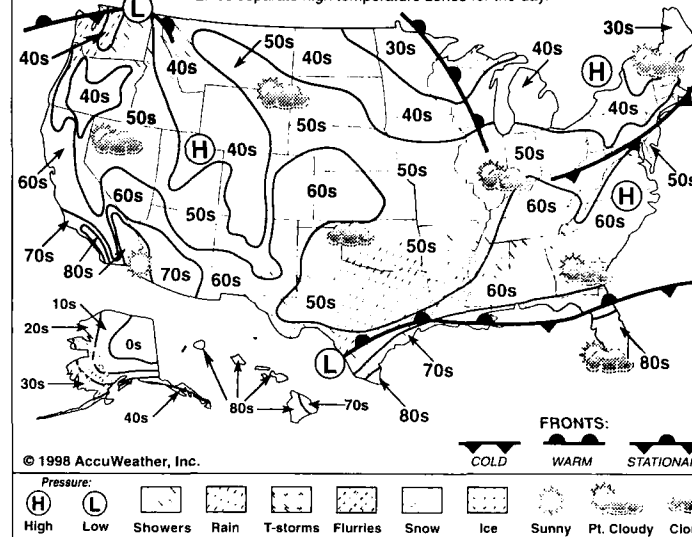 L
30s
40s
50s
40s
30s
40s
40s
H
40s
50s
40s
40s
H
40s
50s
50s
60s
60s
50s
60s
50s
60s
60s
H
50s
60s
70s
80s
70s
60s
50s
50s
60s
10s
20s
0s
30s
40s
80s
70s
L
70s
80s
80s
FRONTS:
© 1998 AccuWeather, Inc.
COLD WARM
Pressure:
H L
High Low Showers Rain T-storms Flurries Snow Ice Sunny Pt. Cloudy